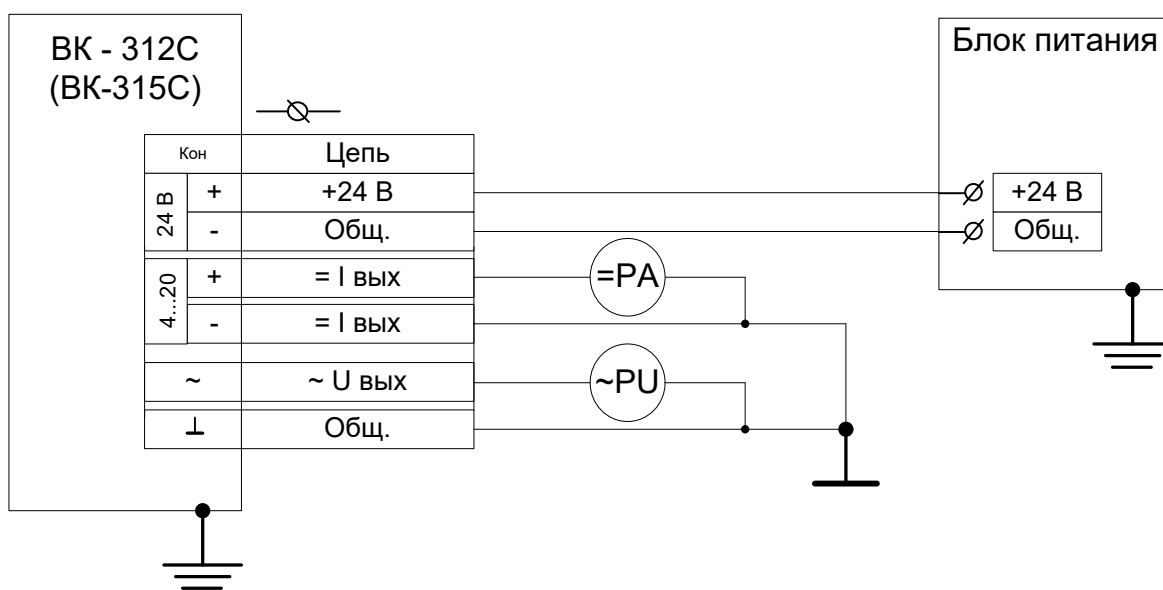 ВК - 312С
(ВК-315С)
Блок питания
Кон Цепь
24 В + +24 В
- Общ.
4...20 + = I вых
- = I вых
~ ~ U вых
⊥ Общ.
=PA
~PU
+24 В
Общ.